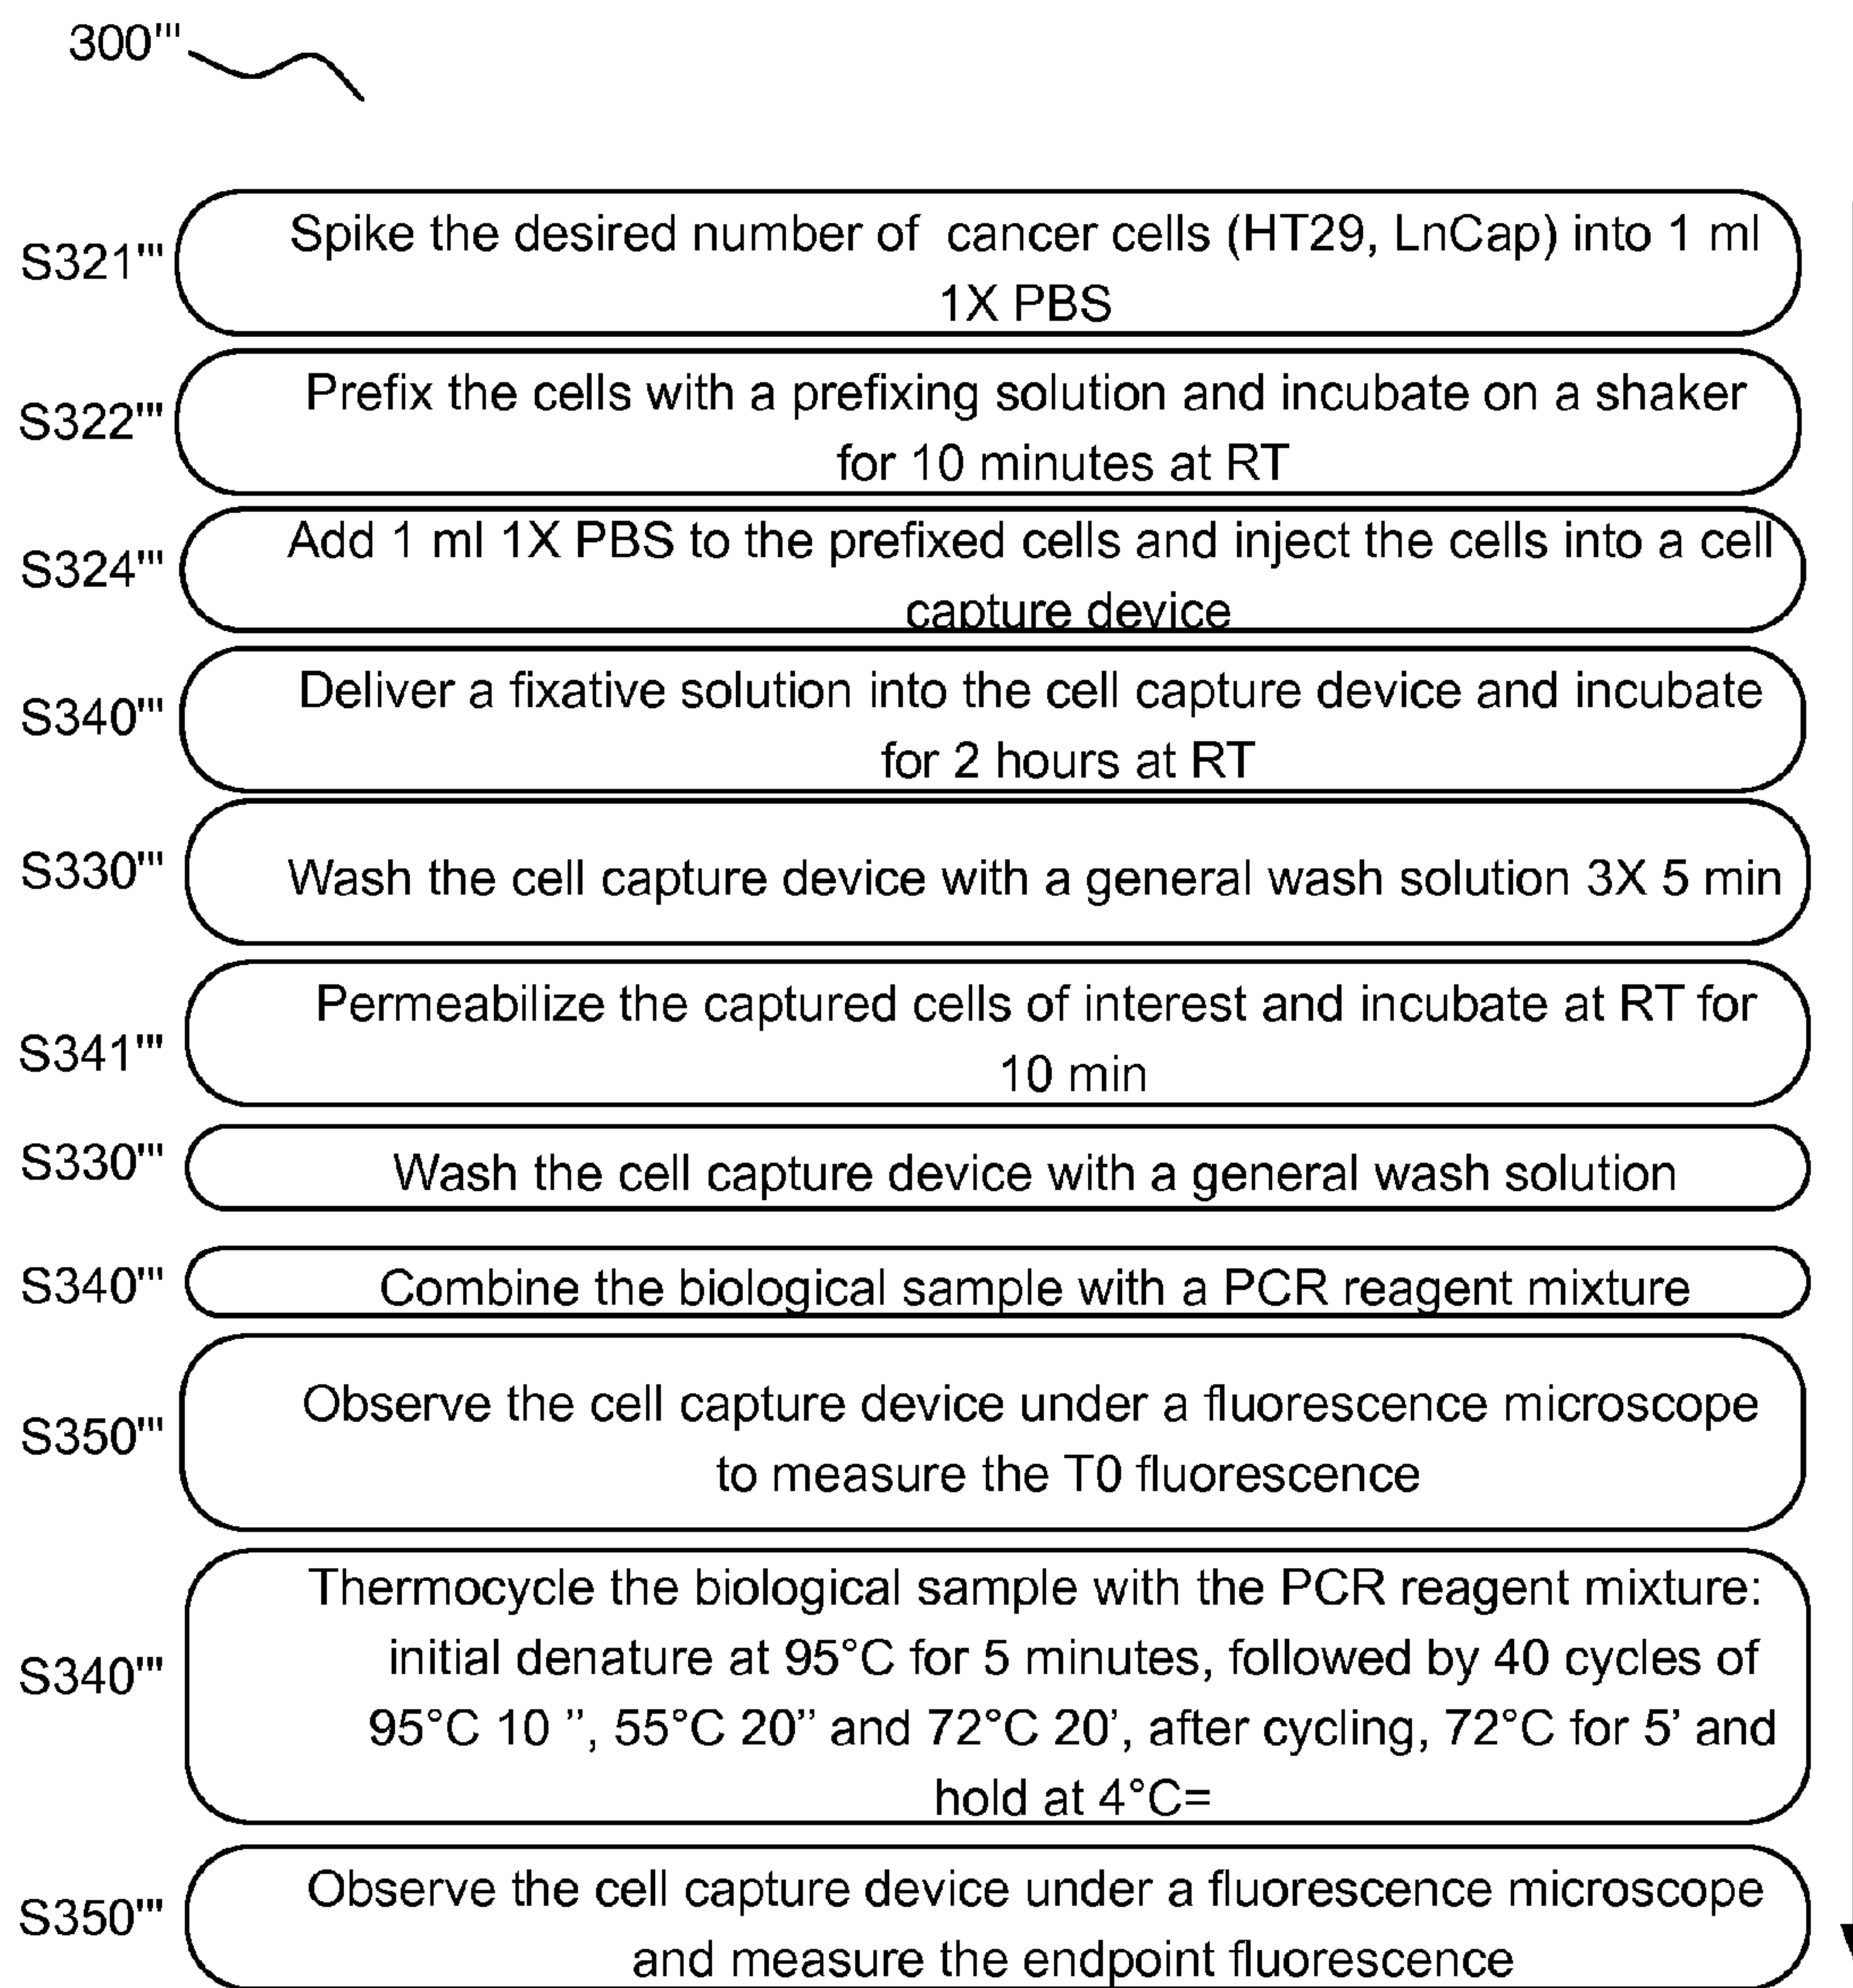 300'''
S321'''
Spike the desired number of cancer cells (HT29, LnCap) into 1 ml
1X PBS
S322'''
Prefix the cells with a prefixing solution and incubate on a shaker
for 10 minutes at RT
S324'''
Add 1 ml 1X PBS to the prefixed cells and inject the cells into a cell
capture device
S340'''
Deliver a fixative solution into the cell capture device and incubate
for 2 hours at RT
S330'''
Wash the cell capture device with a general wash solution 3X 5 min
S341'''
Permeabilize the captured cells of interest and incubate at RT for
10 min
S330'''
Wash the cell capture device with a general wash solution
S340'''
Combine the biological sample with a PCR reagent mixture
S350'''
Observe the cell capture device under a fluorescence microscope
to measure the T0 fluorescence
S340'''
Thermocycle the biological sample with the PCR reagent mixture:
initial denature at 95°C for 5 minutes, followed by 40 cycles of
95°C 10 ”, 55°C 20” and 72°C 20’, after cycling, 72°C for 5’ and
hold at 4°C=
S350'''
Observe the cell capture device under a fluorescence microscope
and measure the endpoint fluorescence